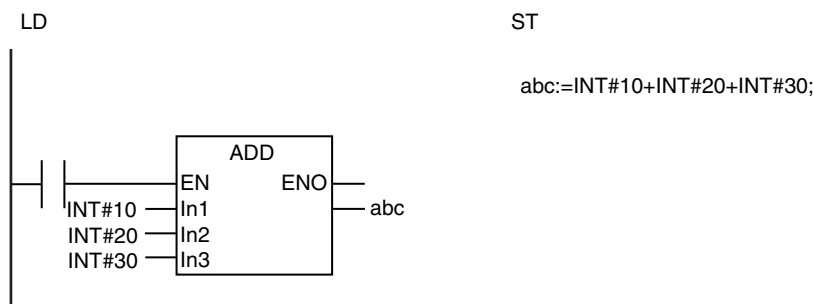 LD
ST
abc:=INT#10+INT#20+INT#30;
ADD
EN ENO
INT#10 In1 abc
INT#20 In2
INT#30 In3